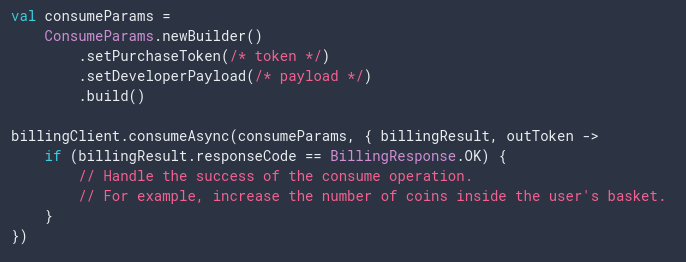 val consumeParams =
    ConsumeParams.newBuilder()
        .setPurchaseToken(/* token */)
        .setDeveloperPayload(/* payload */)
        .build()

billingClient.consumeAsync(consumeParams, { billingResult, outToken ->
    if (billingResult.responseCode == BillingResponse.OK) {
        // Handle the success of the consume operation.
        // For example, increase the number of coins inside the user's basket.
    }
})